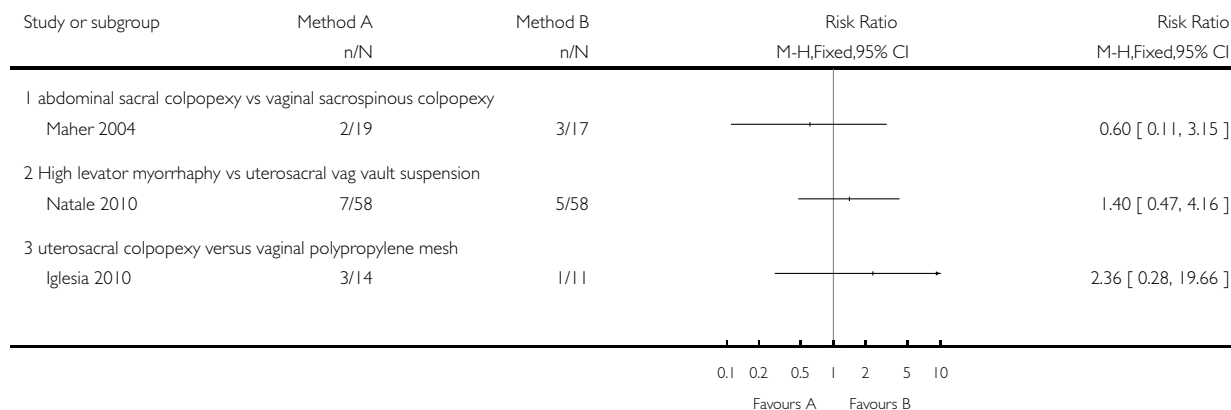 Study or subgroup Method A Method B Risk Ratio Risk Ratio
n/N n/N M-H,Fixed,95% CI M-H,Fixed,95% CI
1 abdominal sacral colpopexy vs vaginal sacrospinous colpopexy
Maher 2004 2/19 3/17 0.60 [ 0.11, 3.15 ]
2 High levator myorrhaphy vs uterosacral vag vault suspension
Natale 2010 7/58 5/58 1.40 [ 0.47, 4.16 ]
3 uterosacral colpopexy versus vaginal polypropylene mesh
Iglesia 2010 3/14 1/11 2.36 [ 0.28, 19.66 ]
0.1 0.2 0.5 1 2 5 10
Favours A Favours B